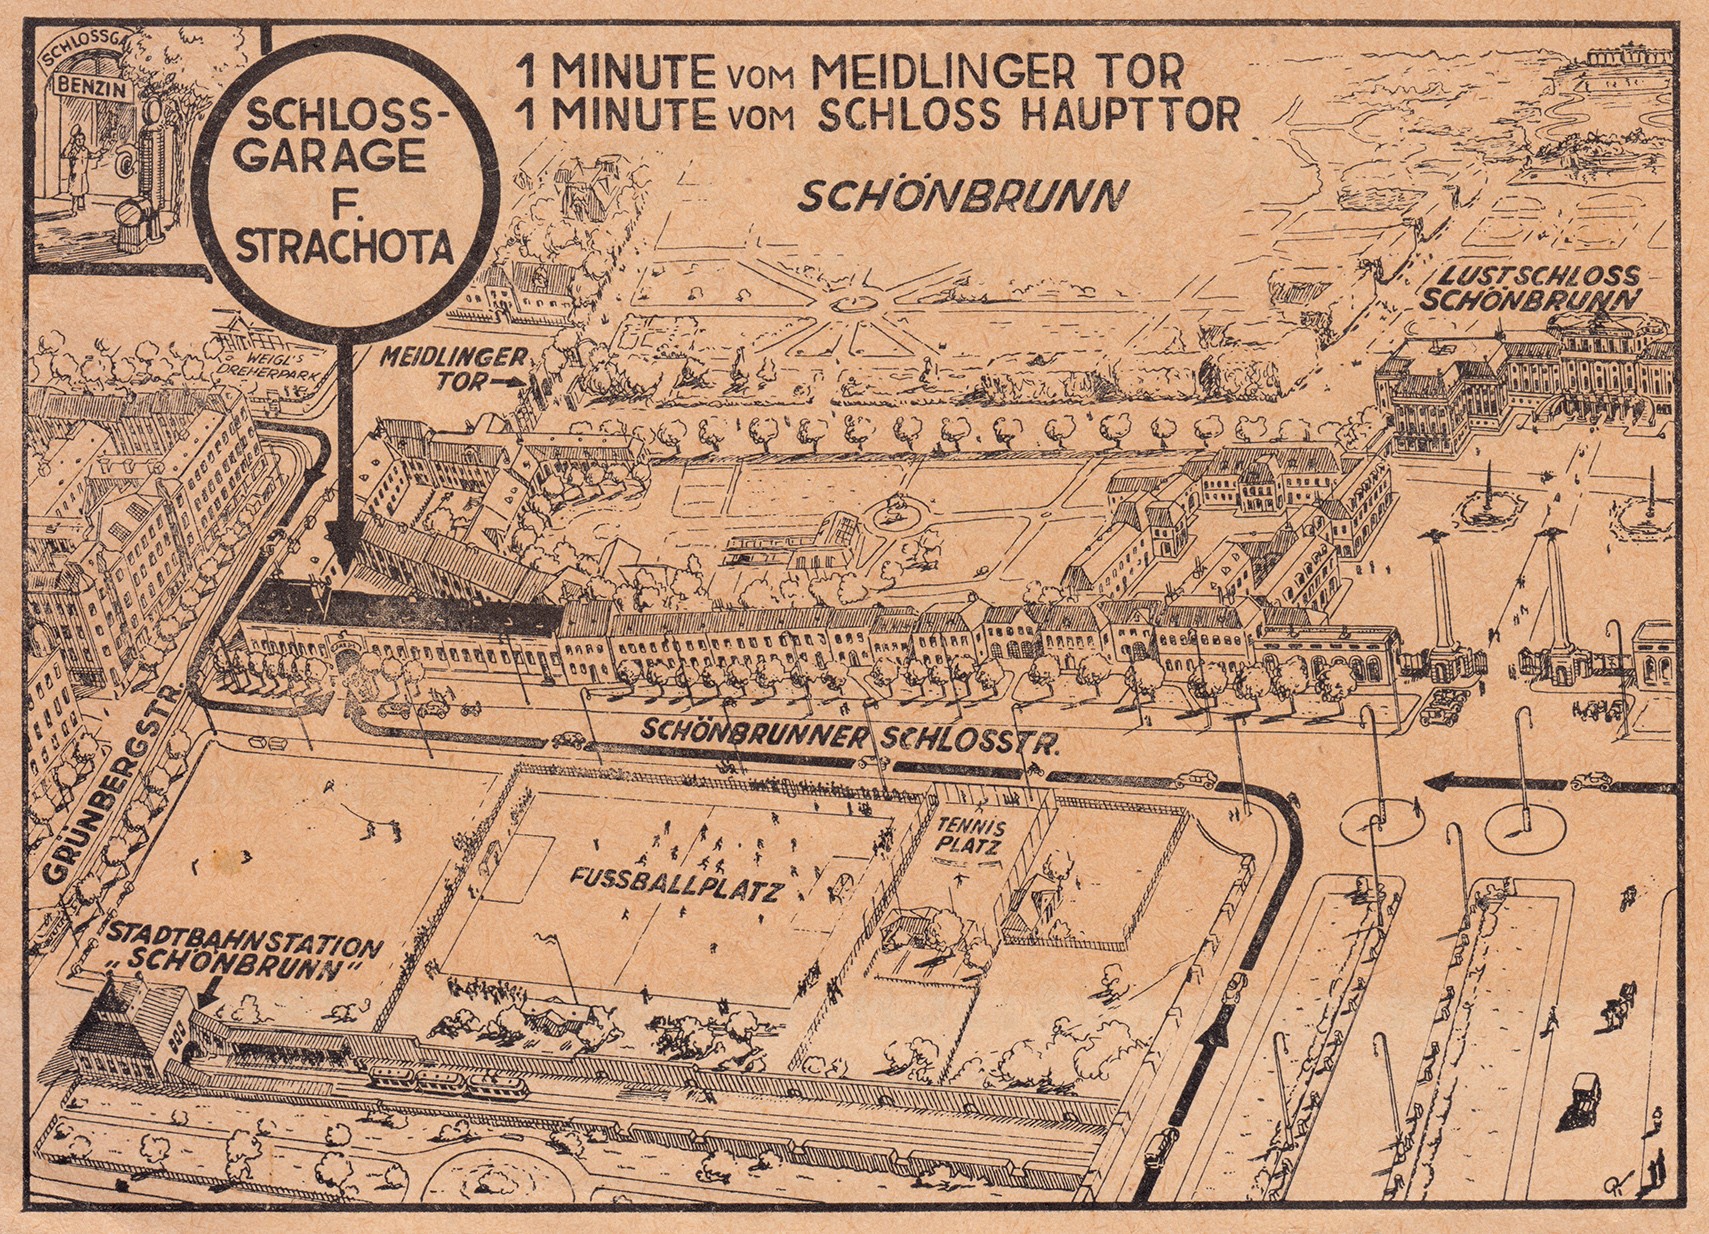 SCHLOSSGA
BENZIN
SCHLOSS-
GARAGE
F.
STRACHOTA
1 MINUTE VOM MEIDLINGER TOR
1 MINUTE VOM SCHLOSS HAUPTTOR
SCHÖNBRUNN
LUSTSCHLOSS
SCHÖNBRUNN
WEIGL'S
DREHERPARK
MEIDLINGER
TOR
SCHÖNBRUNNER SCHLOSSTR.
GRÜNBERGSTR.
TENNIS
PLATZ
FUSSBALLPLATZ
STADTBAHNSTATION
„SCHÖNBRUNN“